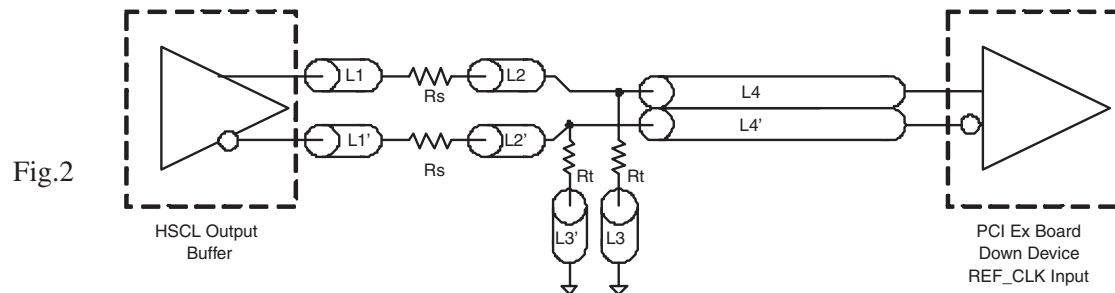 Fig.2
L1
Rs
L2
L4
L1'
Rs
L2'
L4'
Rt
Rt
L3'
L3
HSCL Output
Buffer
PCI Ex Board
Down Device
REF_CLK Input